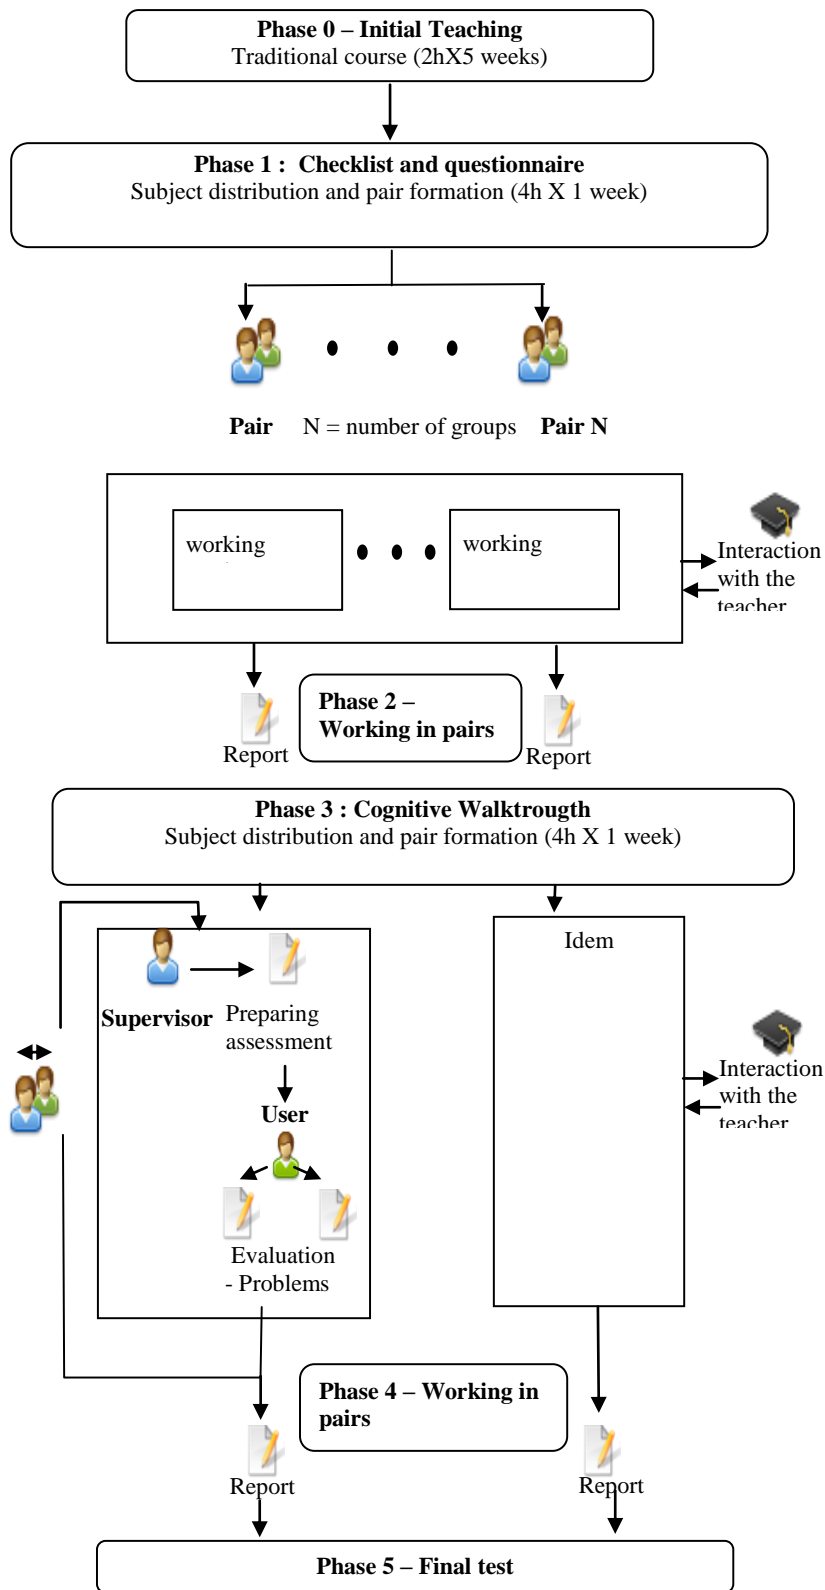 Phase 0 – Initial Teaching
Traditional course (2hX5 weeks)
Phase 1 : Checklist and questionnaire
Subject distribution and pair formation (4h X 1 week)
Pair N = number of groups Pair N
working
working
Interaction
with the
teacher
Phase 2 –
Working in pairs
Report
Report
Phase 3 : Cognitive Walktrougth
Subject distribution and pair formation (4h X 1 week)
Idem
Supervisor
Preparing
assessment
User
Evaluation
- Problems
Interaction
with the
teacher
Phase 4 – Working in
pairs
Report
Report
Phase 5 – Final test